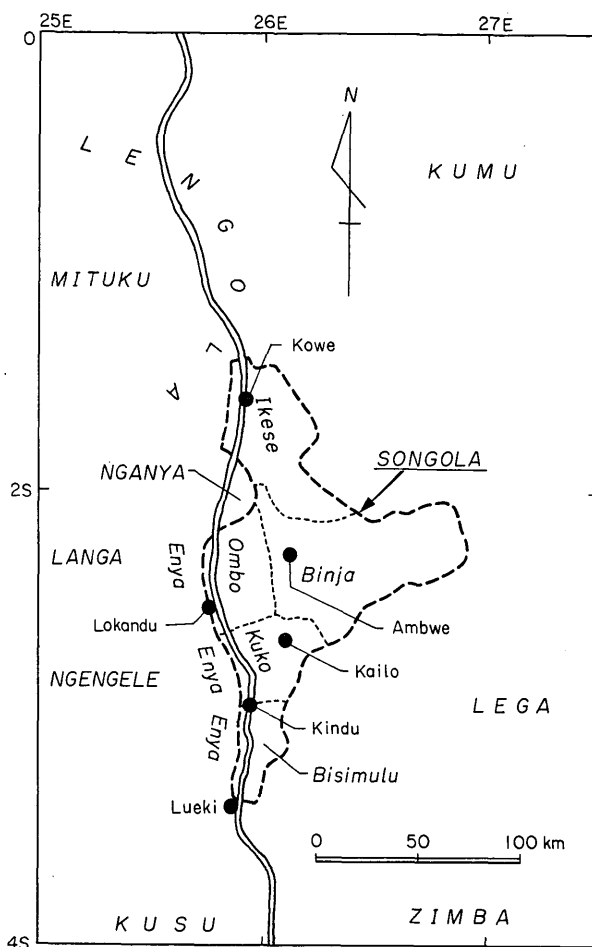 25E 26E 27E
0
N
LENGOLA
KUMU
MITUKU
Kowe
Ikese
SONGOLA
NGANYA
2S
LANGA
Enya
Ombo
Binja
Ambwe
Lokandu
Kuko
Enya
Kailo
NGENGELE
LEGA
Kindu
Enya
Bisimulu
Lueki
0 50 100 km
KUSU
ZIMBA
4S